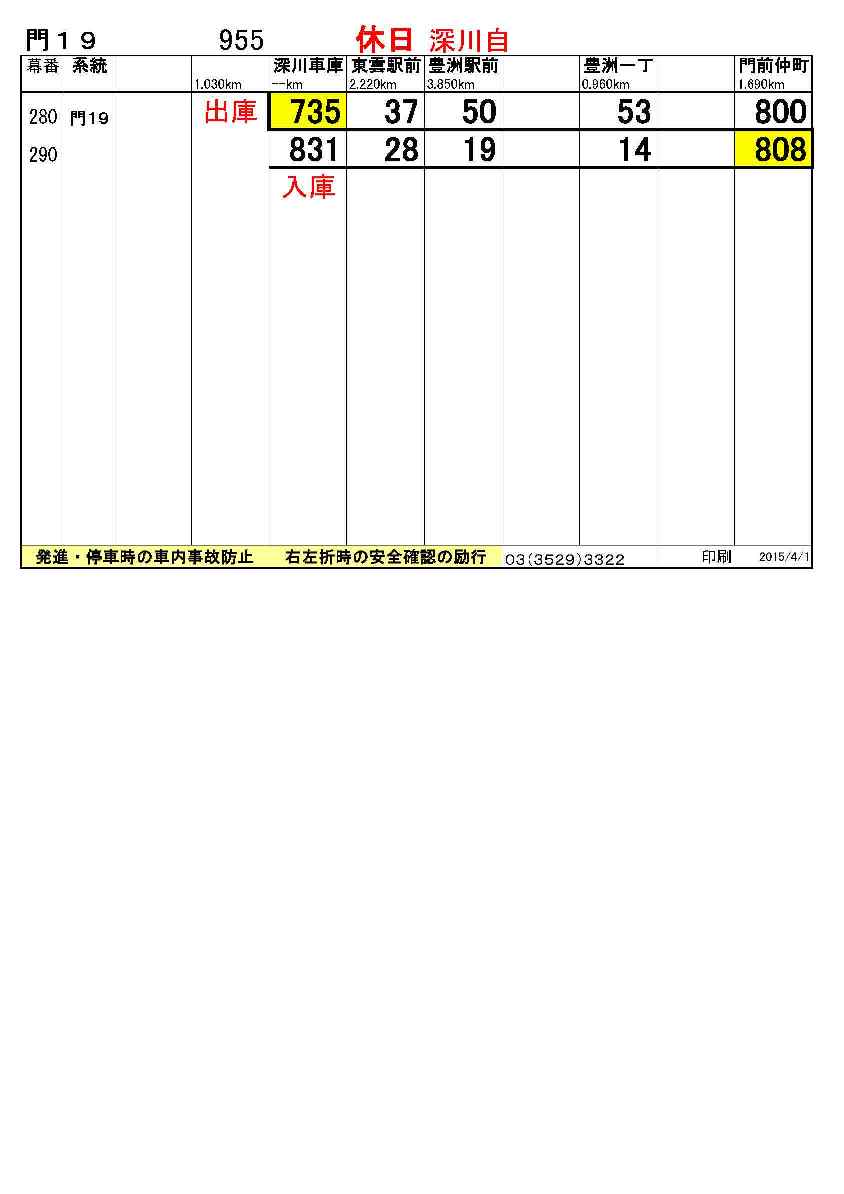 門１９ 955 休日 深川自
幕番 系統 深川車庫 東雲駅前 豊洲駅前 豊洲一丁 門前仲町
1.030km --km 2.220km 3.850km 0.960km 1.690km
280 門19 出庫 735 37 50 53 800
290 831 28 19 14 808
入庫
発進・停車時の車内事故防止 右左折時の安全確認の励行 03(3529)3322 印刷 2015/4/1